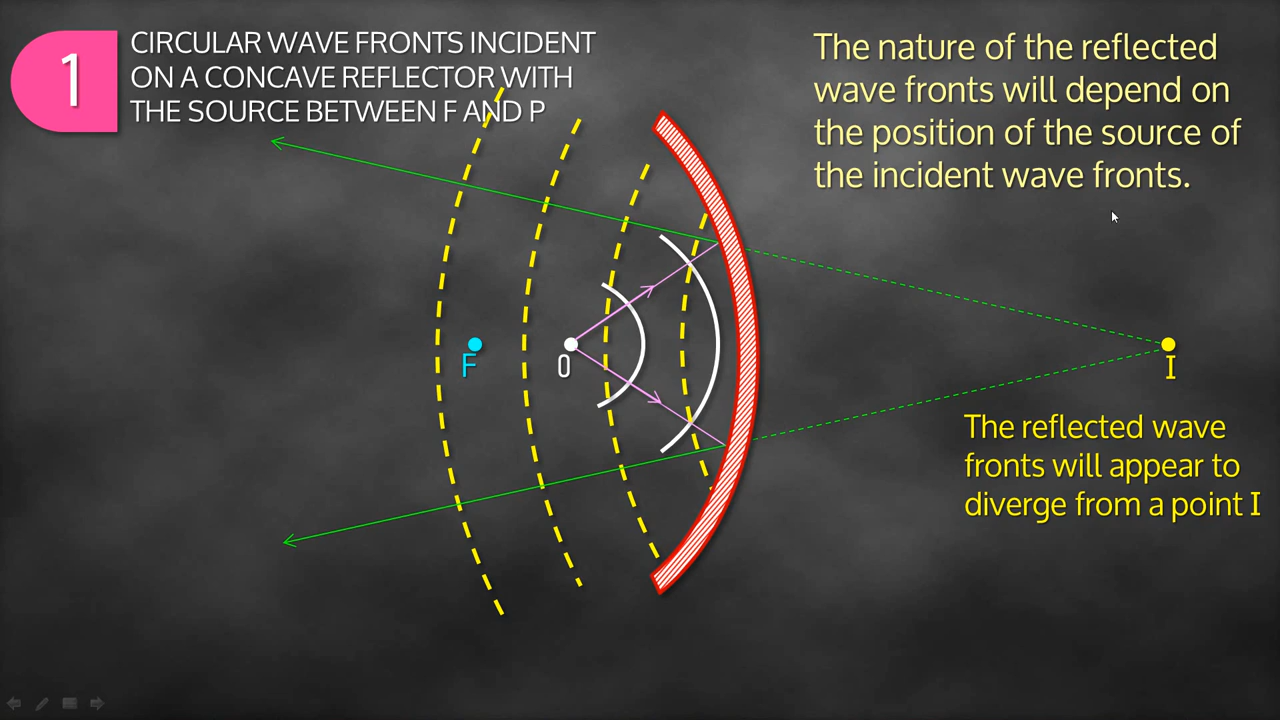 1
CIRCULAR WAVE FRONTS INCIDENT
ON A CONCAVE REFLECTOR WITH
THE SOURCE BETWEEN F AND P
The nature of the reflected
wave fronts will depend on
the position of the source of
the incident wave fronts.
F
O
I
The reflected wave
fronts will appear to
diverge from a point I